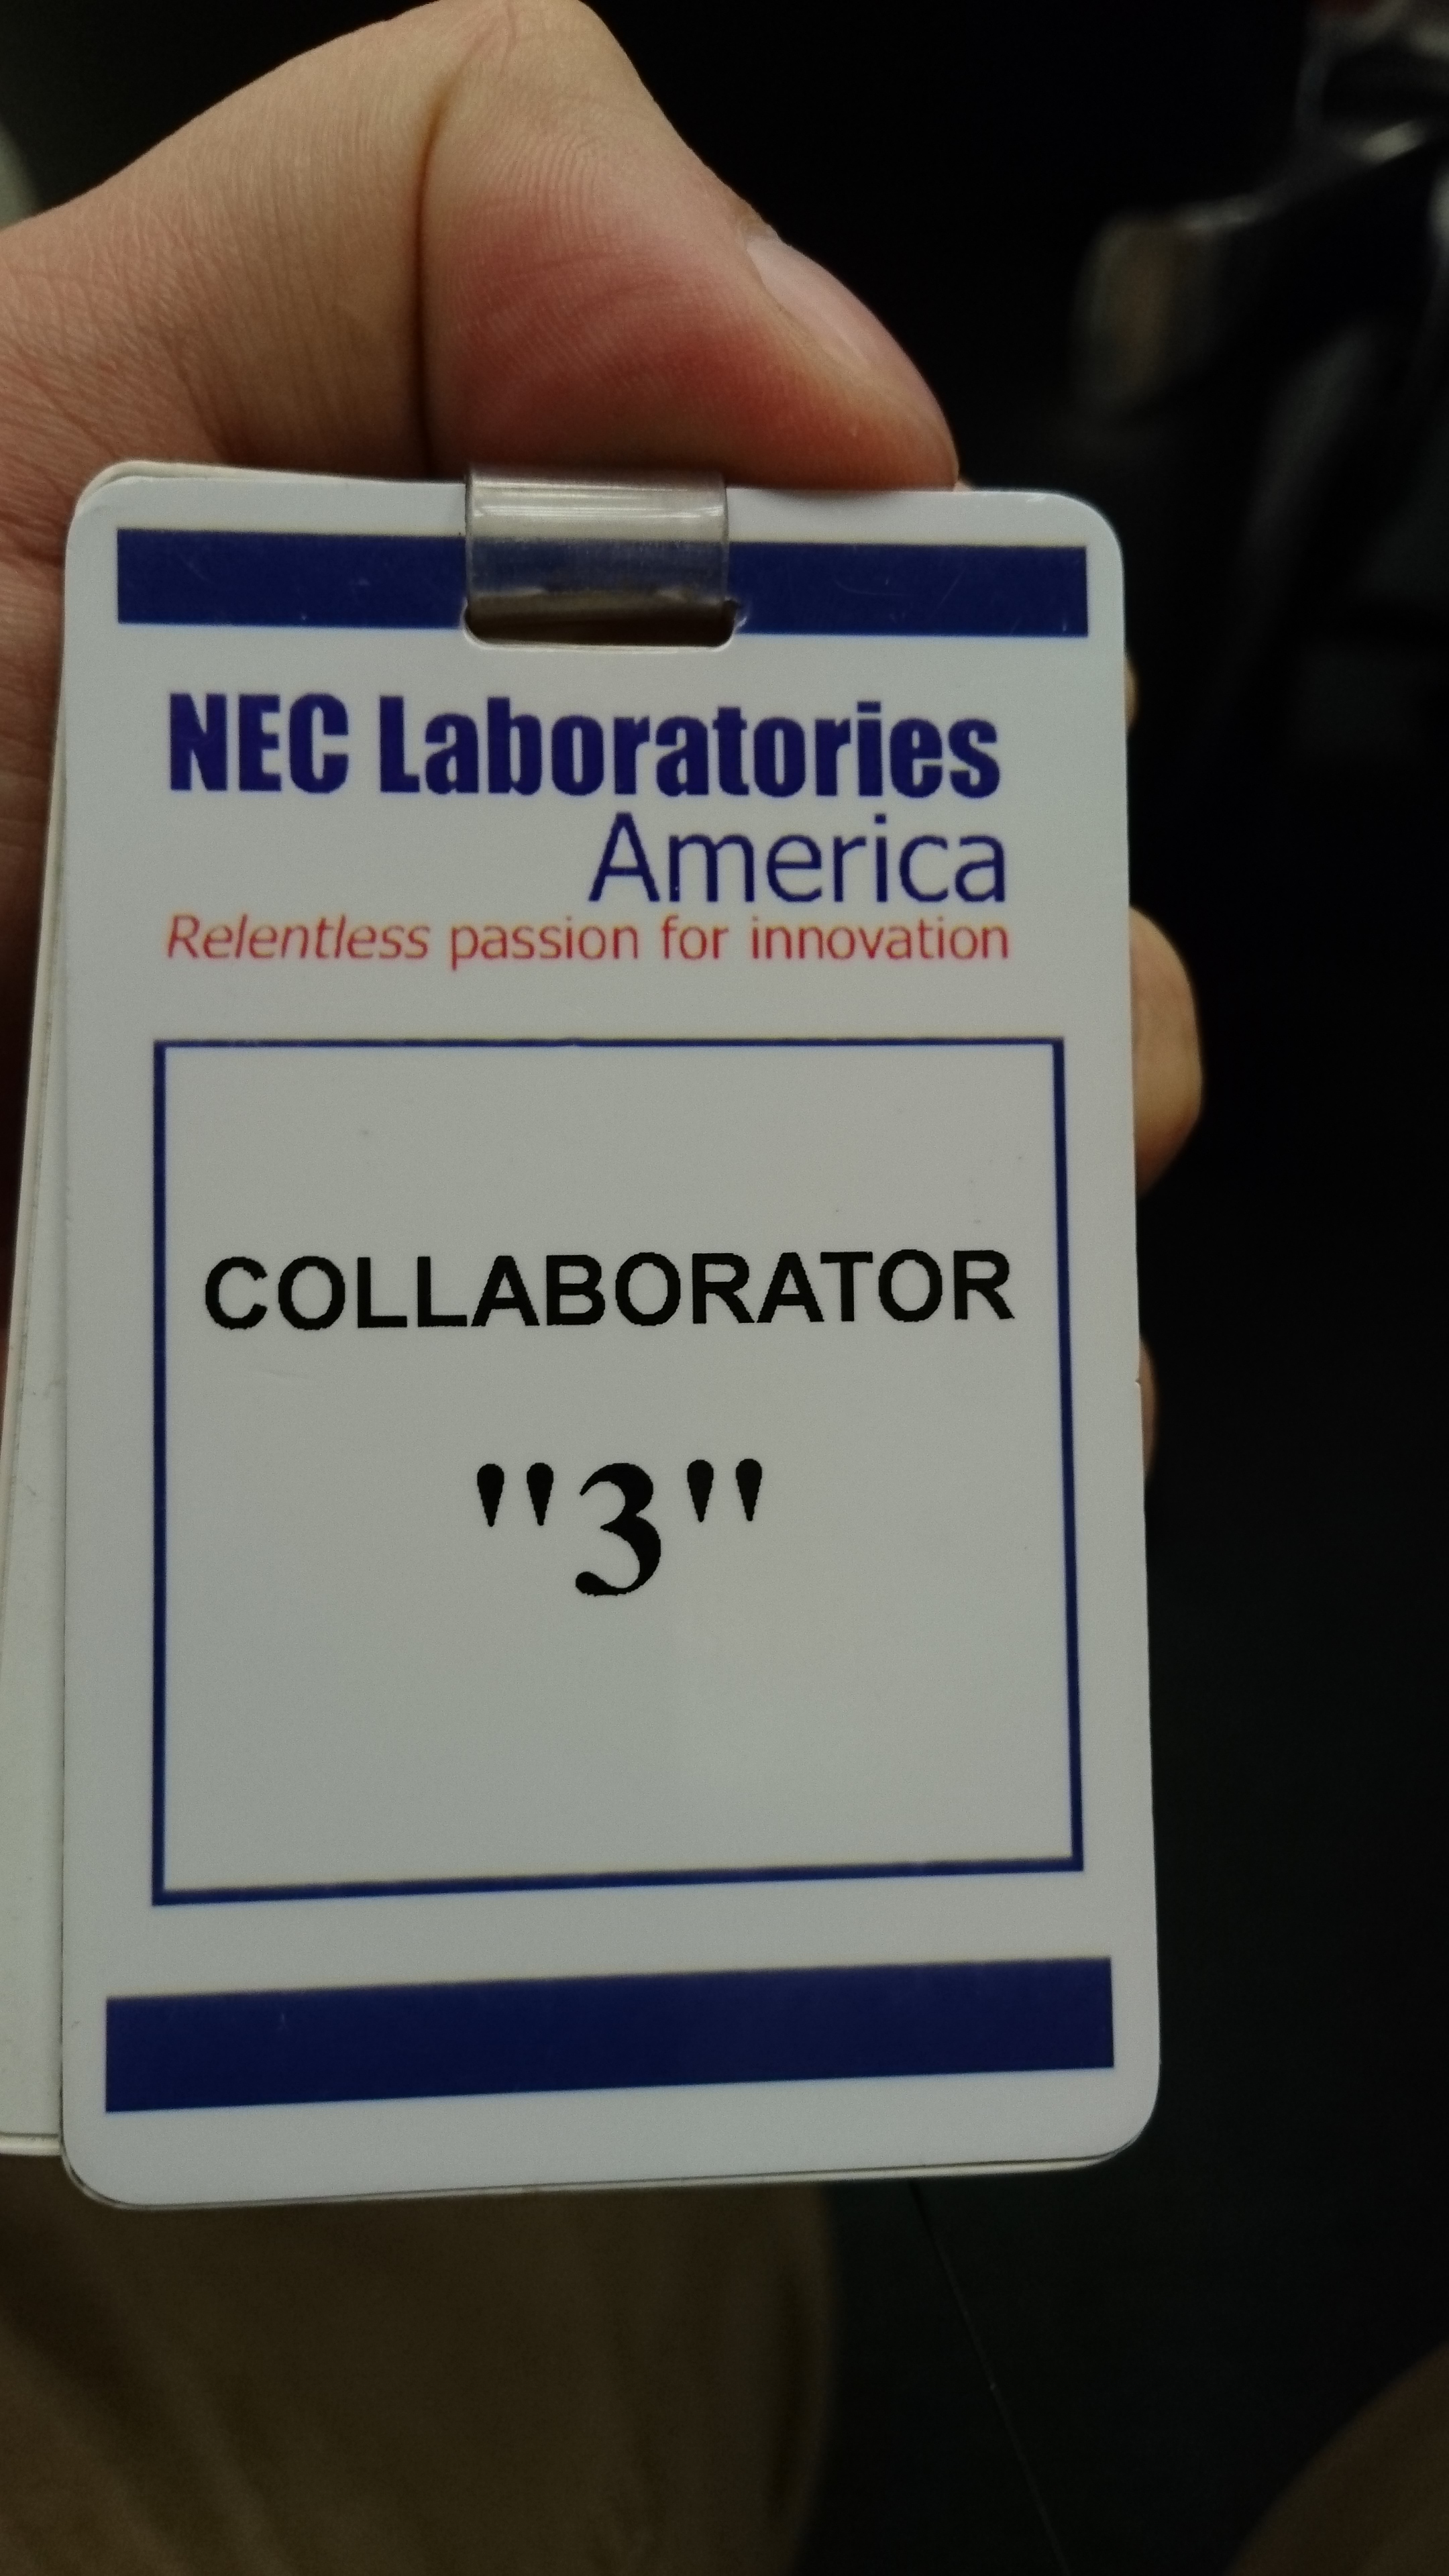 NEC Laboratories
America
Relentless passion for innovation
COLLABORATOR
"3"